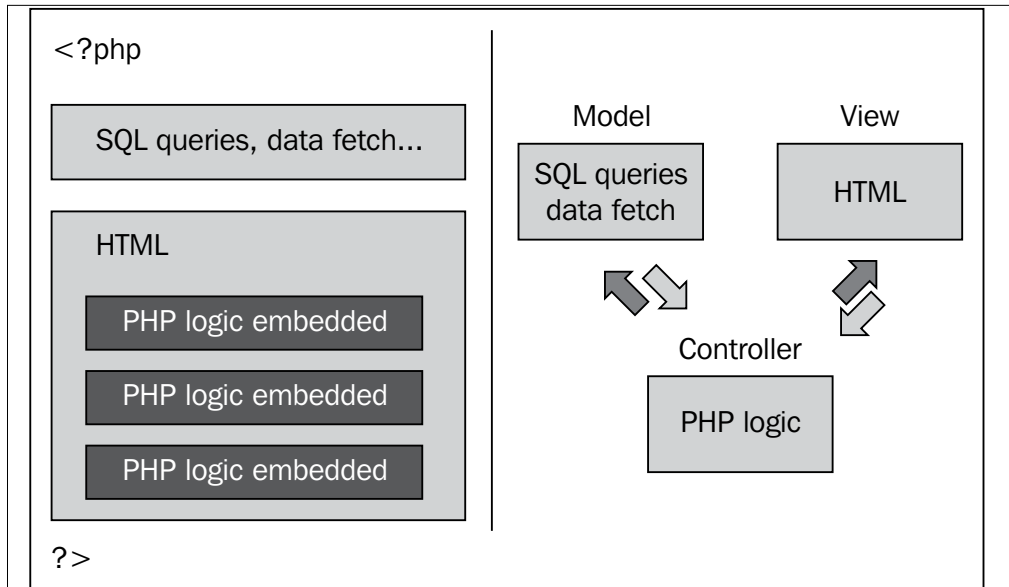 <?php
SQL queries, data fetch...
HTML
PHP logic embedded
PHP logic embedded
PHP logic embedded
?>
Model
SQL queries
data fetch
View
HTML
Controller
PHP logic